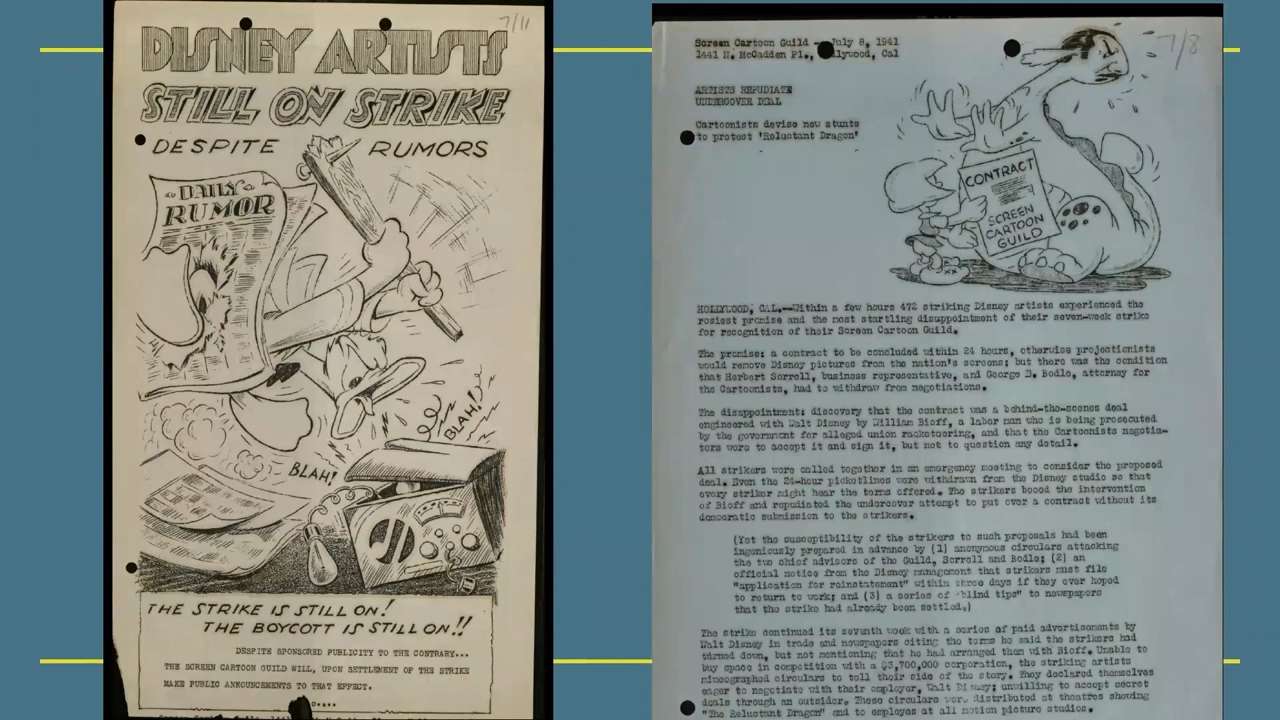 7/11
DISNEY ARTISTS
STILL ON STRIKE
DESPITE RUMORS
DAILY
RUMOR
BLAH!
BLAH!
THE STRIKE IS STILL ON!
THE BOYCOTT IS STILL ON!!
DESPITE SPONSORED PUBLICITY TO THE CONTRARY...
THE SCREEN CARTOON GUILD WILL, UPON SETTLEMENT OF THE STRIKE
MAKE PUBLIC ANNOUNCEMENTS TO THAT EFFECT.
7/8
Screen Cartoon Guild — July 8, 1941
1441 N. McCadden Pl., llywood, Cal
ARTISTS REPUDIATE
UNDERCOVER DEAL
Cartoonists devise new stunts
to protest 'Reluctant Dragon'
CONTRACT
SCREEN
CARTOON
GUILD
HOLLYWOOD, CAL.—Within a few hours 472 striking Disney artists experienced the
rosiest promise and the most startling disappointment of their seven-week strike
for recognition of their Screen Cartoon Guild.
The promise: a contract to be concluded within 24 hours, otherwise projectionists
would remove Disney pictures from the nation's screens; but there was the condition
that Herbert Sorrell, business representative, and George E. Bodle, attorney for
the Cartoonists, had to withdraw from negotiations.
The disappointment: discovery that the contract was a behind-the-scenes deal
engineered with Walt Disney by William Bioff, a labor man who is being prosecuted
by the government for alleged union racketeering, and that the Cartoonists negotia-
tors were to accept it and sign it, but not to question any detail.
All strikers were called together in an emergency meeting to consider the proposed
deal. Even the 24-hour picketlines were withdrawn from the Disney studio so that
every striker might hear the terms offered. The strikers booed the intervention
of Bioff and repudiated the undercover attempt to put over a contract without its
democratic submission to the strikers.
(Yet the susceptibility of the strikers to such proposals had been
ingeniously prepared in advance by (1) anonymous circulars attacking
the two chief advisors of the Guild, Sorrell and Bodle; (2) an
official notice from the Disney management that strikers must file
"application for reinstatement" within three days if they ever hoped
to return to work; and (3) a series of "blind tips" to newspapers
that the strike had already been settled.)
The strike continued its seventh week with a series of paid advertisements by
Walt Disney in trade and newspapers citing the terms he said the strikers had
turned down, but not mentioning that he had arranged them with Bioff. Unable to
buy space in competition with a $3,700,000 corporation, the striking artists
mimeographed circulars to tell their side of the story. They declared themselves
eager to negotiate with their employer, Walt Disney; unwilling to accept secret
deals through an outsider. These circulars were distributed at theatres showing
"The Reluctant Dragon" and to employes at all motion picture studios.